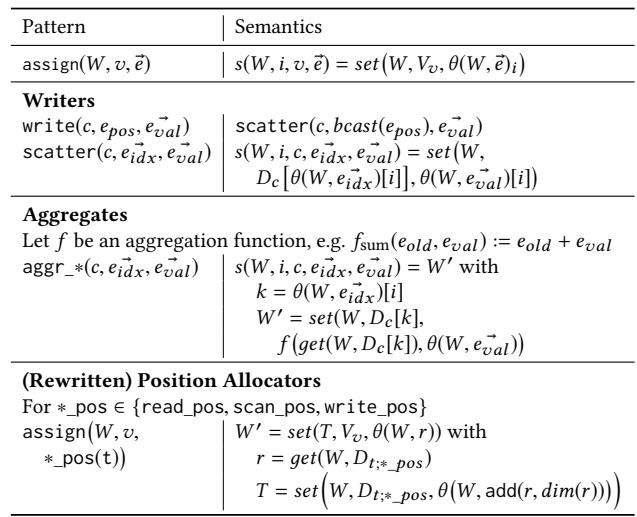 Pattern Semantics
assign(W, v, e⃗) s(W, i, v, e⃗) = set(W, V_v, θ(W, e⃗)_i)
Writers
write(c, e_pos, e⃗_val) scatter(c, bcast(e_pos), e⃗_val)
scatter(c, e⃗_idx, e⃗_val) s(W, i, c, e⃗_idx, e⃗_val) = set(W,
D_c[θ(W, e⃗_idx)[i]], θ(W, e⃗_val)[i])
Aggregates
Let f be an aggregation function, e.g. f_sum(e_old, e_val) := e_old + e_val
aggr_*(c, e⃗_idx, e⃗_val) s(W, i, c, e⃗_idx, e⃗_val) = W′ with
k = θ(W, e⃗_idx)[i]
W′ = set(W, D_c[k],
f(get(W, D_c[k]), θ(W, e⃗_val))
(Rewritten) Position Allocators
For *_pos ∈ {read_pos, scan_pos, write_pos}
assign(W, v, W′ = set(T, V_v, θ(W, r)) with
*_pos(t)) r = get(W, D_t;*_pos)
T = set(W, D_t;*_pos, θ(W, add(r, dim(r))))